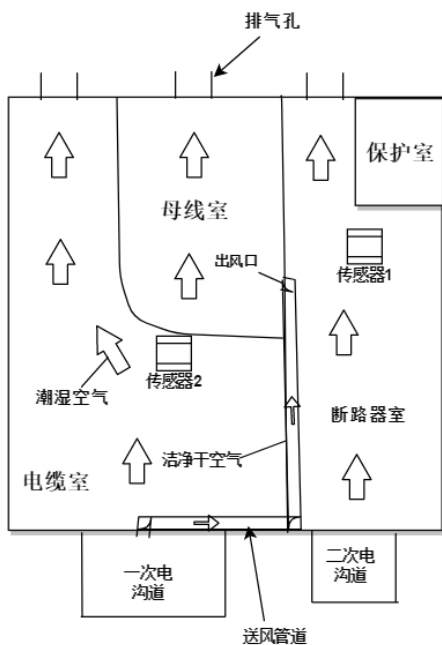 排气孔
保护室
母线室
出风口
传感器1
传感器2
潮湿空气
断路器室
洁净干空气
电缆室
一次电
沟道
二次电
沟道
送风管道